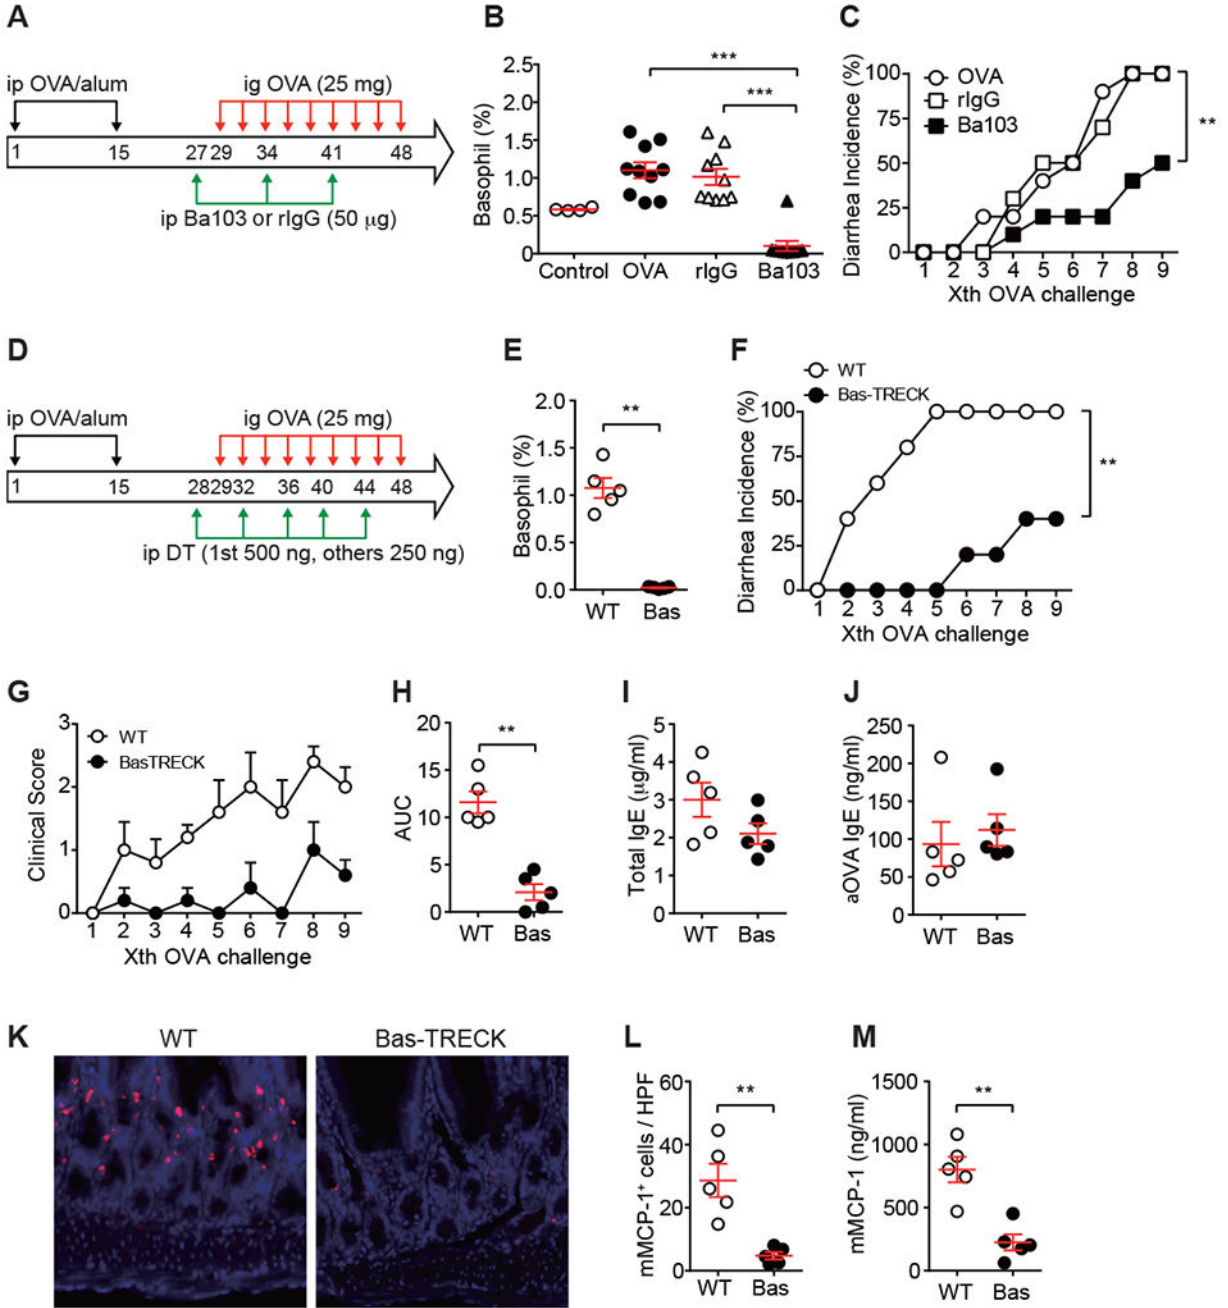 A
ip OVA/alum
ig OVA (25 mg)
1 15 27 29 34 41 48
ip Ba103 or rIgG (50 µg)
B
***
***
Basophil (%)
2.5
2.0
1.5
1.0
0.5
0
Control OVA rIgG Ba103
C
OVA
rIgG
Ba103
**
Diarrhea Incidence (%)
100
75
50
25
0
1 2 3 4 5 6 7 8 9
Xth OVA challenge
D
ip OVA/alum
ig OVA (25 mg)
1 15 28 29 32 36 40 44 48
ip DT (1st 500 ng, others 250 ng)
E
**
Basophil (%)
2.0
1.5
1.0
0.5
0.0
WT Bas
F
WT
Bas-TRECK
**
Diarrhea Incidence (%)
100
75
50
25
0
1 2 3 4 5 6 7 8 9
Xth OVA challenge
G
WT
BasTRECK
Clinical Score
3
2
1
0
1 2 3 4 5 6 7 8 9
Xth OVA challenge
H
**
AUC
20
15
10
5
0
WT Bas
I
Total IgE (µg/ml)
5
4
3
2
1
0
WT Bas
J
aOVA IgE (ng/ml)
250
200
150
100
50
0
WT Bas
K
WT
Bas-TRECK
L
**
mMCP-1⁺ cells / HPF
60
40
20
0
WT Bas
M
**
mMCP-1 (ng/ml)
1500
1000
500
0
WT Bas